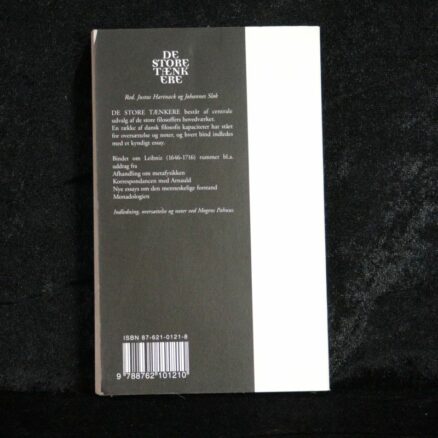 DE
STORE
TÆNK
ERE
Red. Justus Hartnack og Johannes Sløk
DE STORE TÆNKERE består af centrale
udvalg af de store filosoffers hovedværker.
En række af dansk filosofis kapaciteter har stået
for oversættelse og noter, og hvert bind indledes
med et kyndigt essay.
Bindet om Leibniz (1646-1716) rummer bl.a.
uddrag fra
Afhandling om metafysikken
Korrespondancen med Arnauld
Nye essays om den menneskelige forstand
Monadologien
Indledning, oversættelse og noter ved Mogens Pahuus
ISBN 87-621-0121-8
9 788762 101210